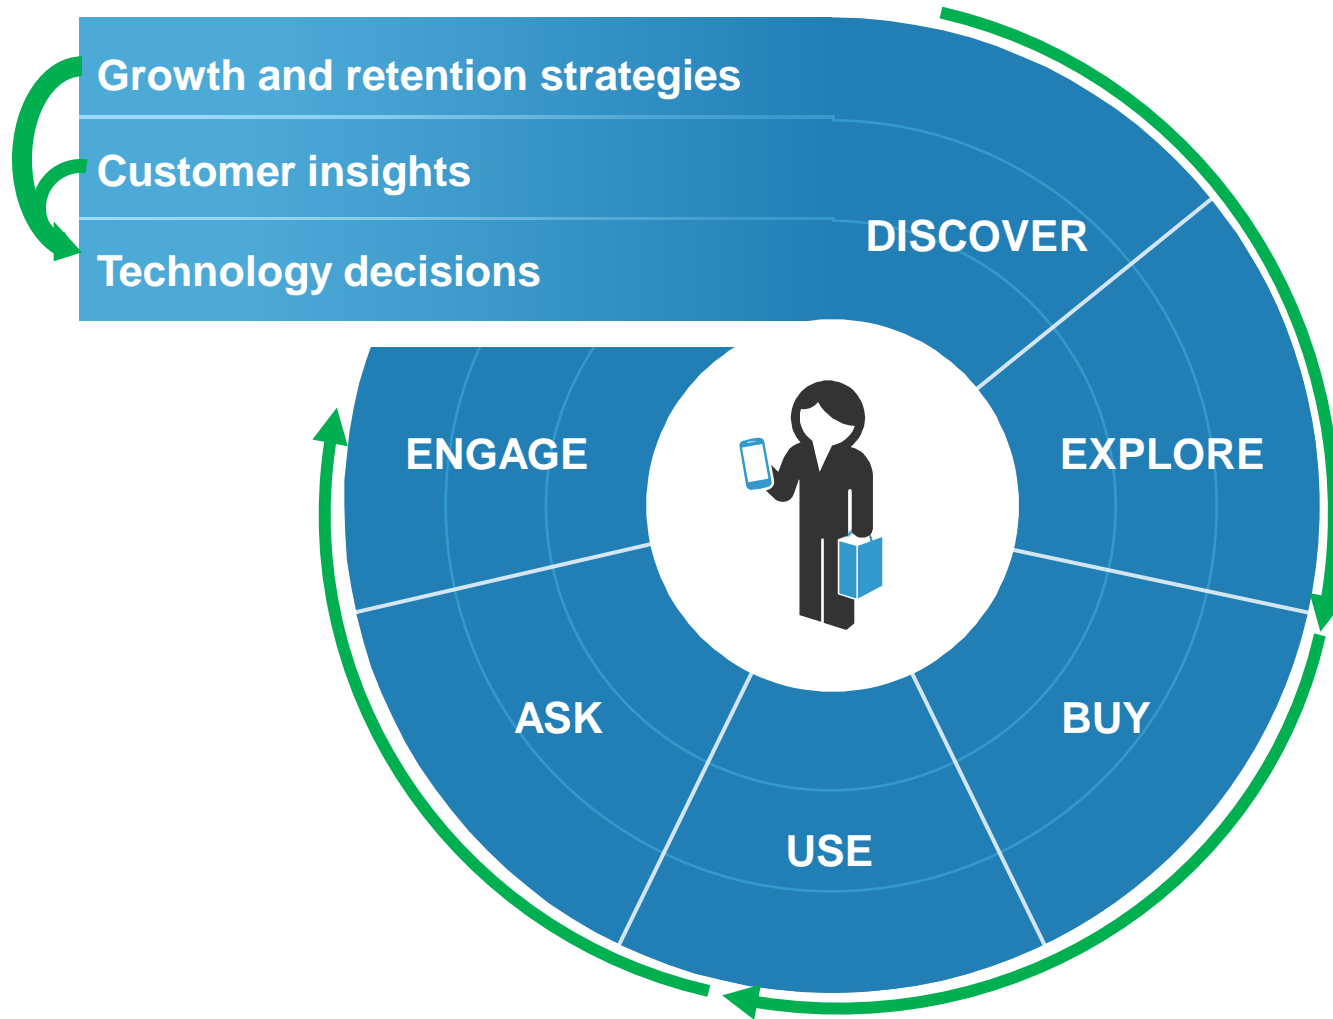 Growth and retention strategies
Customer insights
Technology decisions
DISCOVER
EXPLORE
BUY
USE
ASK
ENGAGE